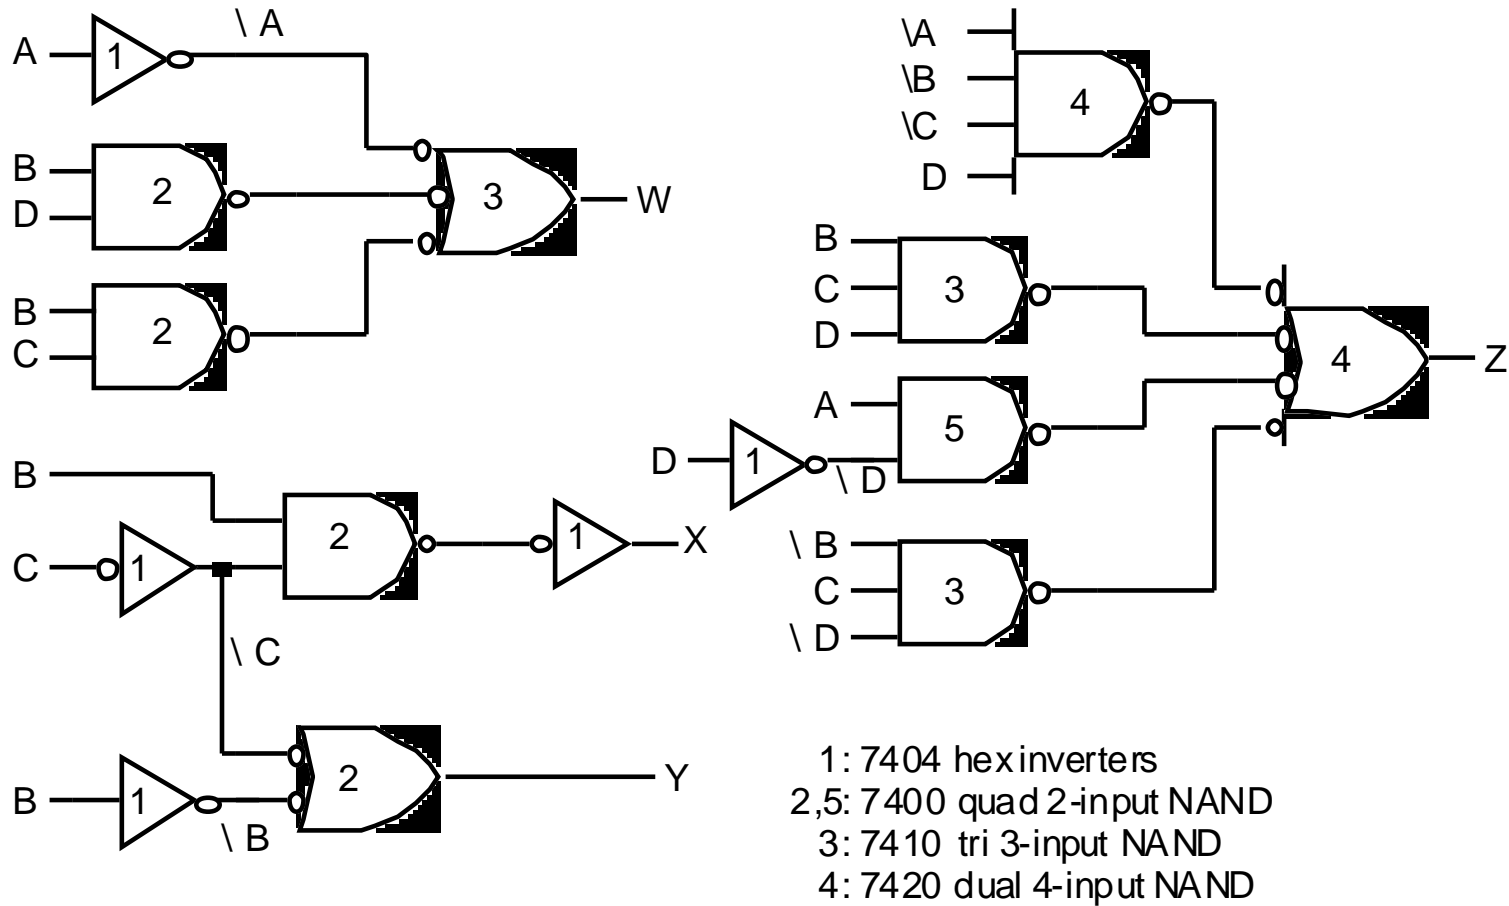 A
1
\ A
B
D
2
B
C
2
3
W
B
C
1
2
1
X
\ C
B
1
\ B
2
Y
\A
\B
\C
D
4
B
C
D
3
A
D
1
\ D
5
\ B
C
\ D
3
4
Z
1: 7404 hex inverters
2,5: 7400 quad 2-input NAND
3: 7410 tri 3-input NAND
4: 7420 dual 4-input NAND